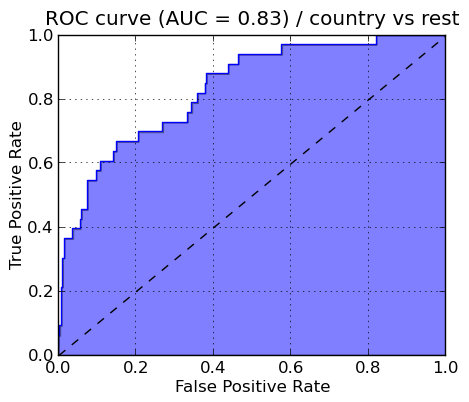 ROC curve (AUC = 0.83) / country vs rest
1.0
0.8
0.6
0.4
0.2
0.0
True Positive Rate
0.0 0.2 0.4 0.6 0.8 1.0
False Positive Rate